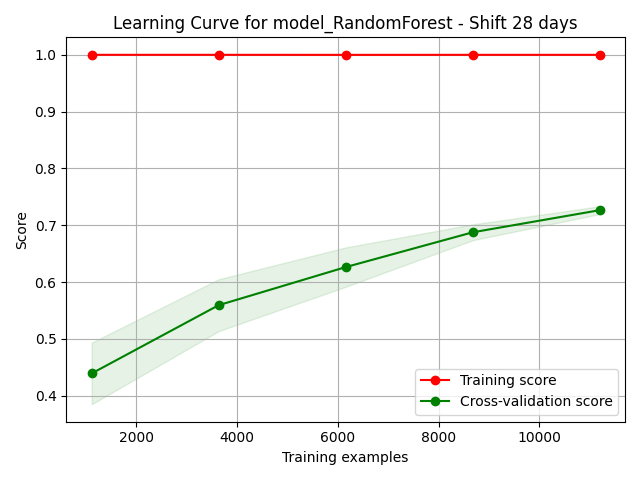 Learning Curve for model_RandomForest - Shift 28 days
1.0
0.9
0.8
0.7
0.6
0.5
0.4
Score
2000 4000 6000 8000 10000
Training examples
Training score
Cross-validation score